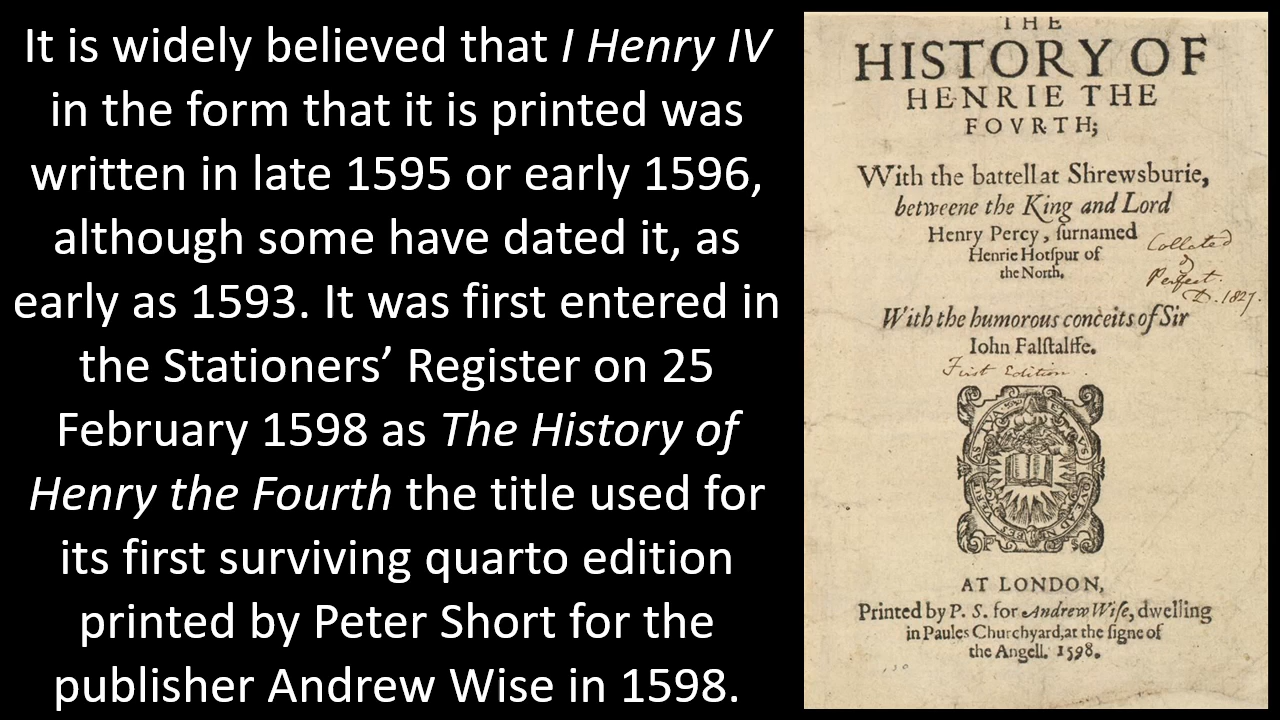 It is widely believed that I Henry IV
in the form that it is printed was
written in late 1595 or early 1596,
although some have dated it, as
early as 1593. It was first entered in
the Stationers’ Register on 25
February 1598 as The History of
Henry the Fourth the title used for
its first surviving quarto edition
printed by Peter Short for the
publisher Andrew Wise in 1598.
THE
HISTORY OF
HENRIE THE
FOVRTH;
With the battell at Shrewsburie,
betweene the King and Lord
Henry Percy, ſurnamed
Henrie Hotſpur of
the North.
Collated
&
Perfect.
With the humorous conceits of Sir
Iohn Falſtalffe.
First Edition.
AT LONDON,
Printed by P. S. for Andrew Wiſe, dwelling
in Paules Churchyard, at the ſigne of
the Angell. 1598.